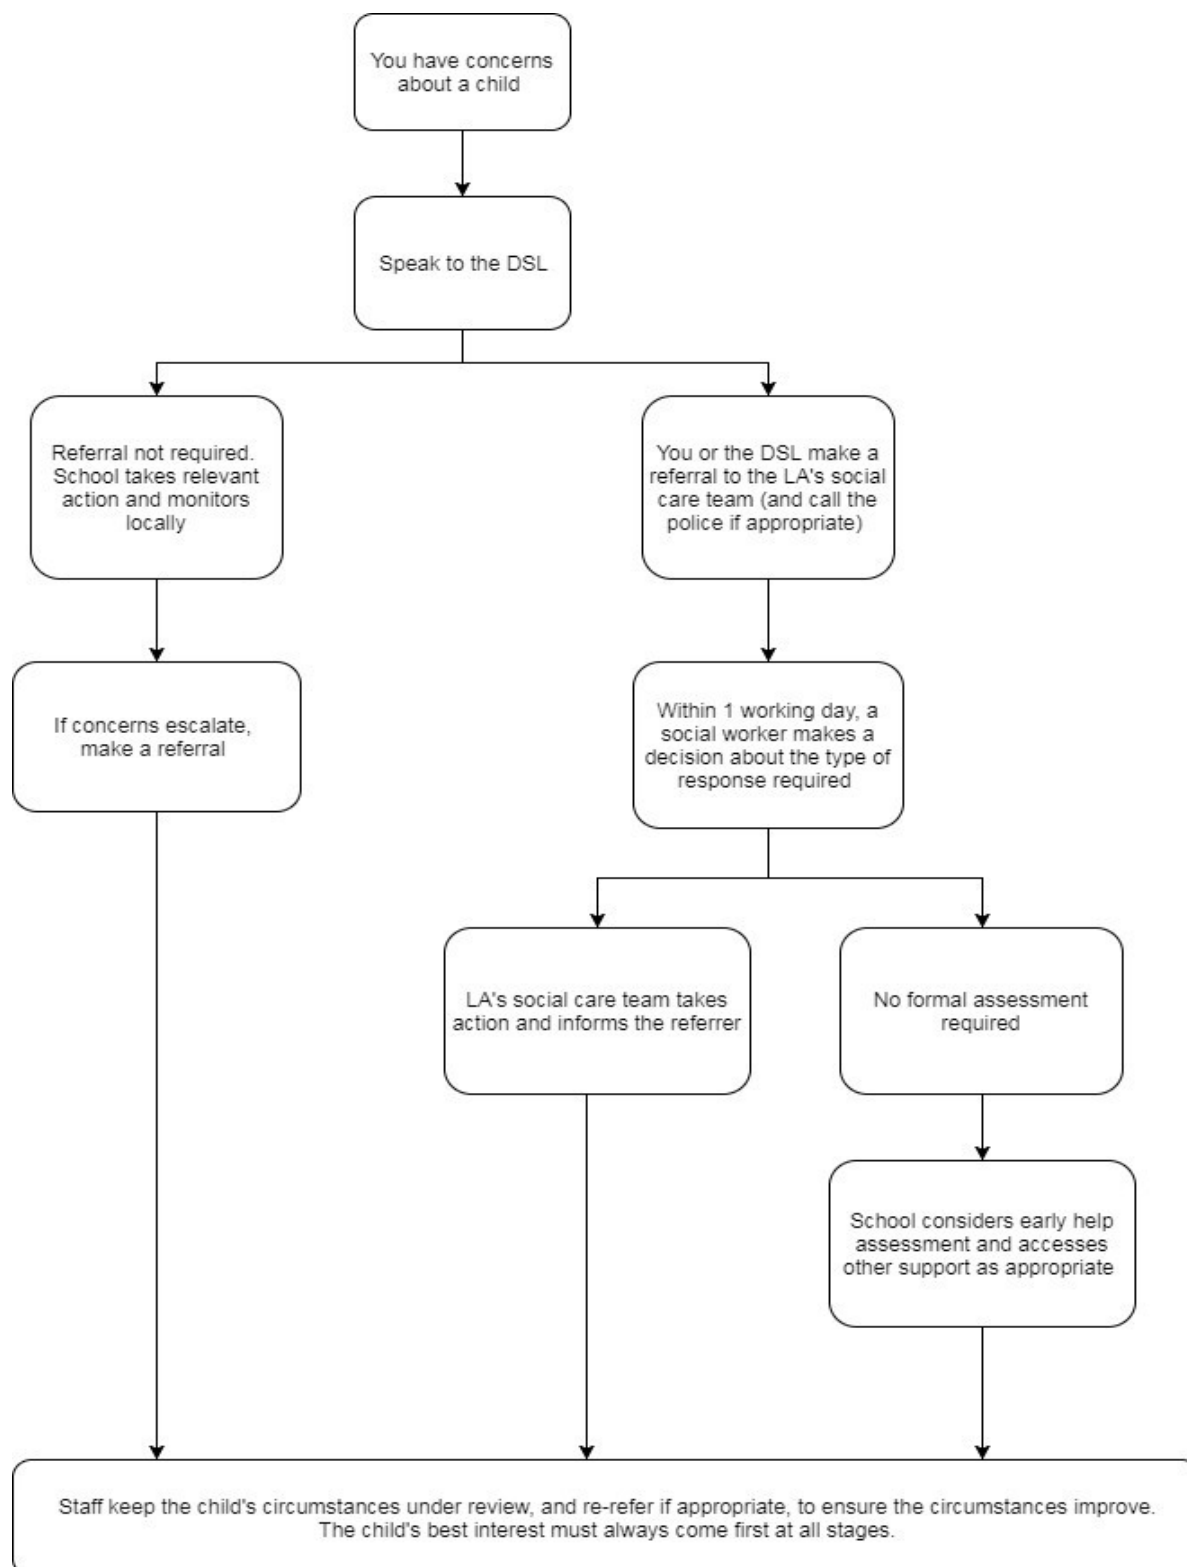 You have concerns
about a child
Speak to the DSL
Referral not required.
School takes relevant
action and monitors
locally
You or the DSL make a
referral to the LA's social
care team (and call the
police if appropriate)
If concerns escalate,
make a referral
Within 1 working day, a
social worker makes a
decision about the type of
response required
LA's social care team takes
action and informs the referrer
No formal assessment
required
School considers early help
assessment and accesses
other support as appropriate
Staff keep the child's circumstances under review, and re-refer if appropriate, to ensure the circumstances improve.
The child's best interest must always come first at all stages.